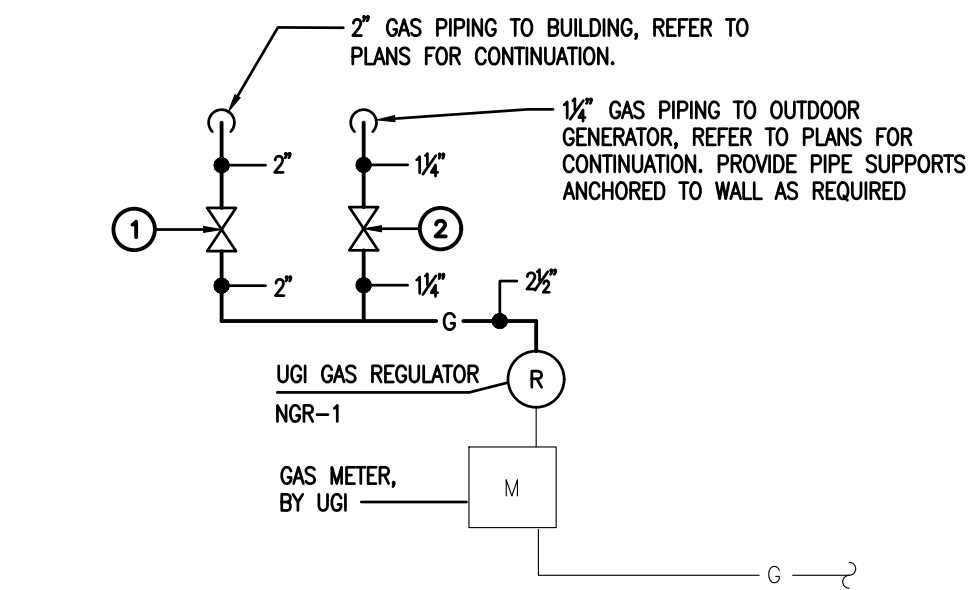 2" GAS PIPING TO BUILDING, REFER TO
PLANS FOR CONTINUATION.
1¼" GAS PIPING TO OUTDOOR
GENERATOR, REFER TO PLANS FOR
CONTINUATION. PROVIDE PIPE SUPPORTS
ANCHORED TO WALL AS REQUIRED
2"
1¼"
1
2
2"
1¼"
2½"
G
UGI GAS REGULATOR
NGR-1
R
GAS METER,
BY UGI
M
G